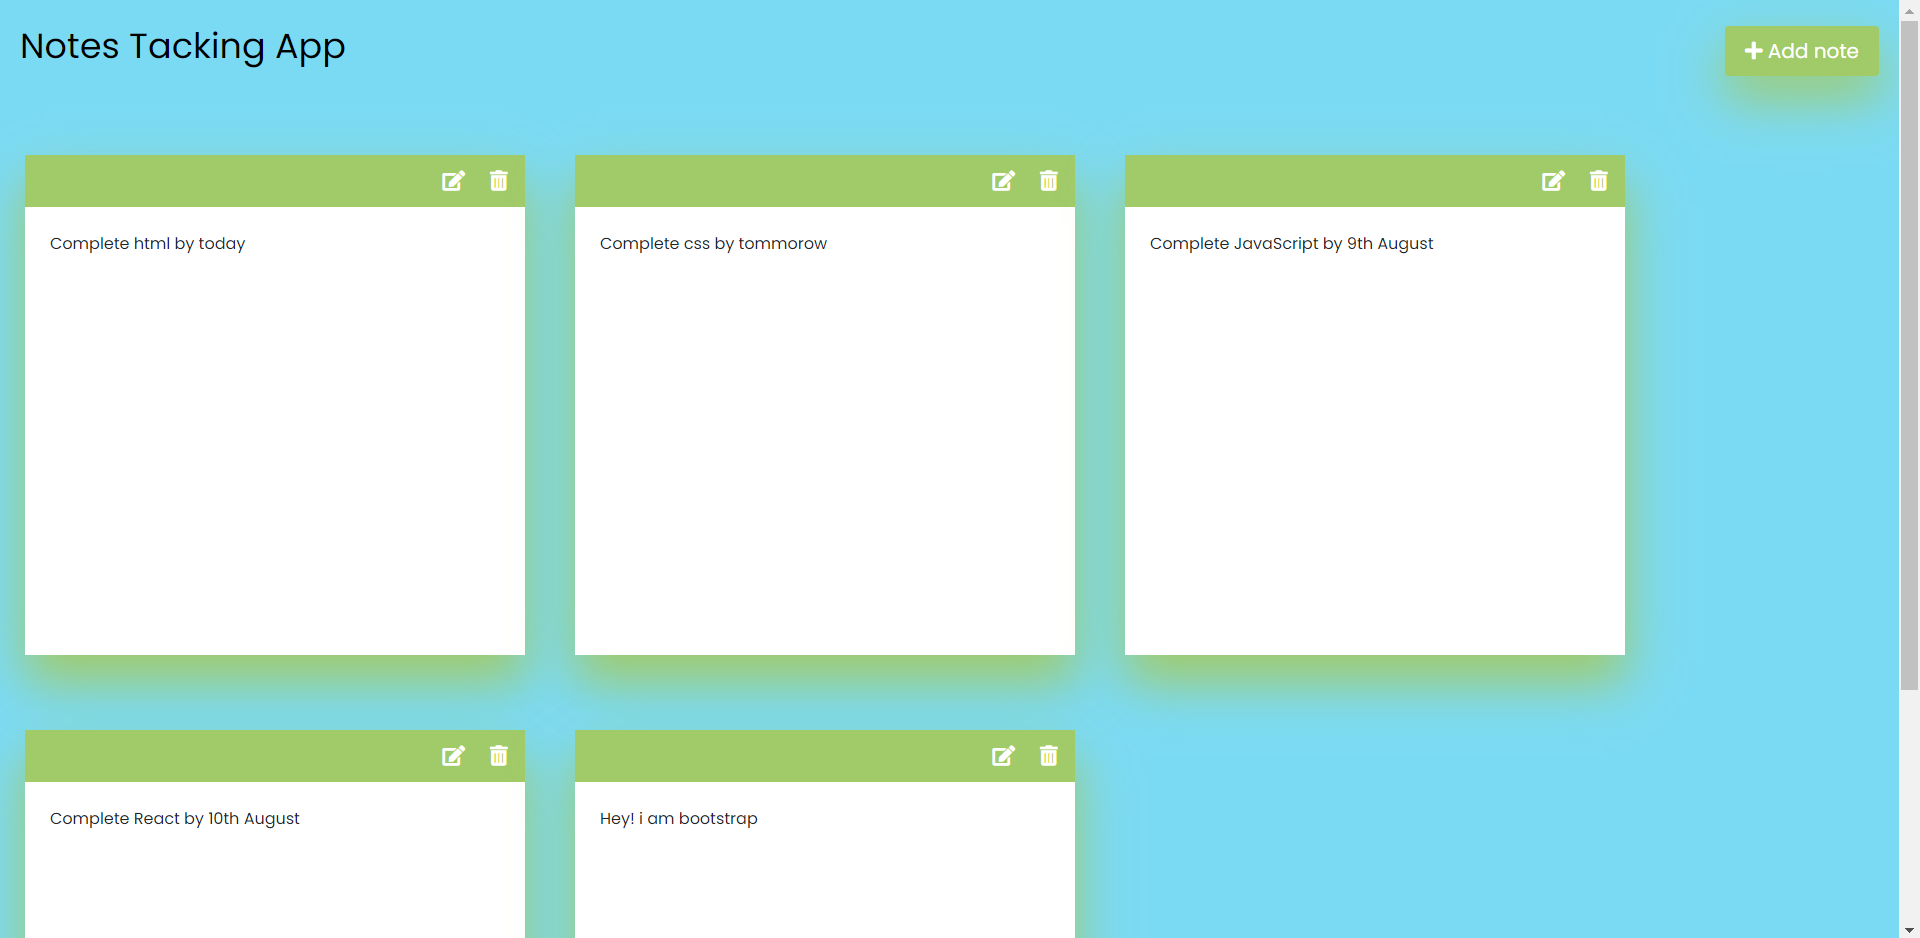 Notes Tacking App
Add note
Complete html by today
Complete css by tommorow
Complete JavaScript by 9th August
Complete React by 10th August
Hey! i am bootstrap